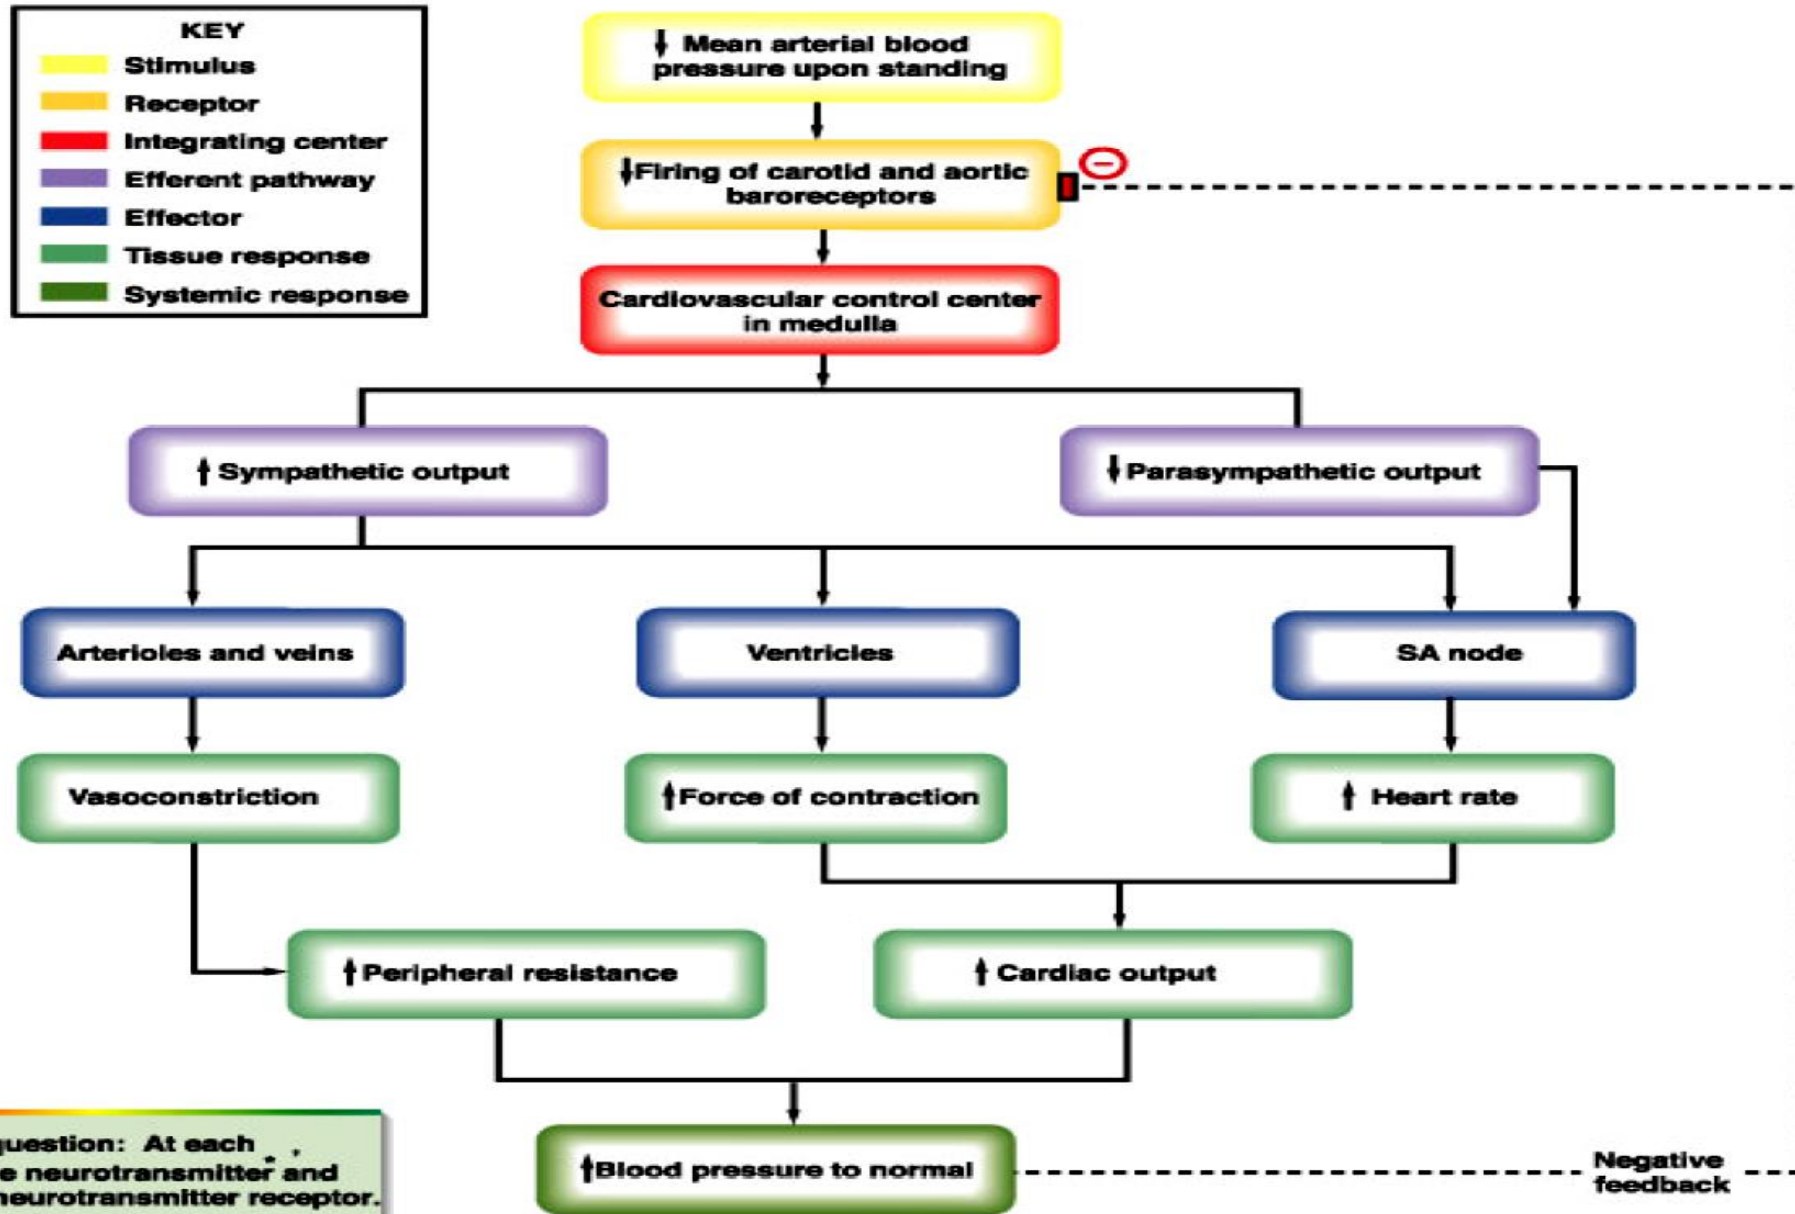 KEY
Stimulus
Receptor
Integrating center
Efferent pathway
Effector
Tissue response
Systemic response
↓ Mean arterial blood
pressure upon standing
↓Firing of carotid and aortic
baroreceptors
−
Cardiovascular control center
in medulla
↑ Sympathetic output
↓Parasympathetic output
Arterioles and veins
Ventricles
SA node
Vasoconstriction
↑Force of contraction
↑ Heart rate
↑Peripheral resistance
↑ Cardiac output
↑Blood pressure to normal
Negative
feedback
question: At each * ,
e neurotransmitter and
neurotransmitter receptor.